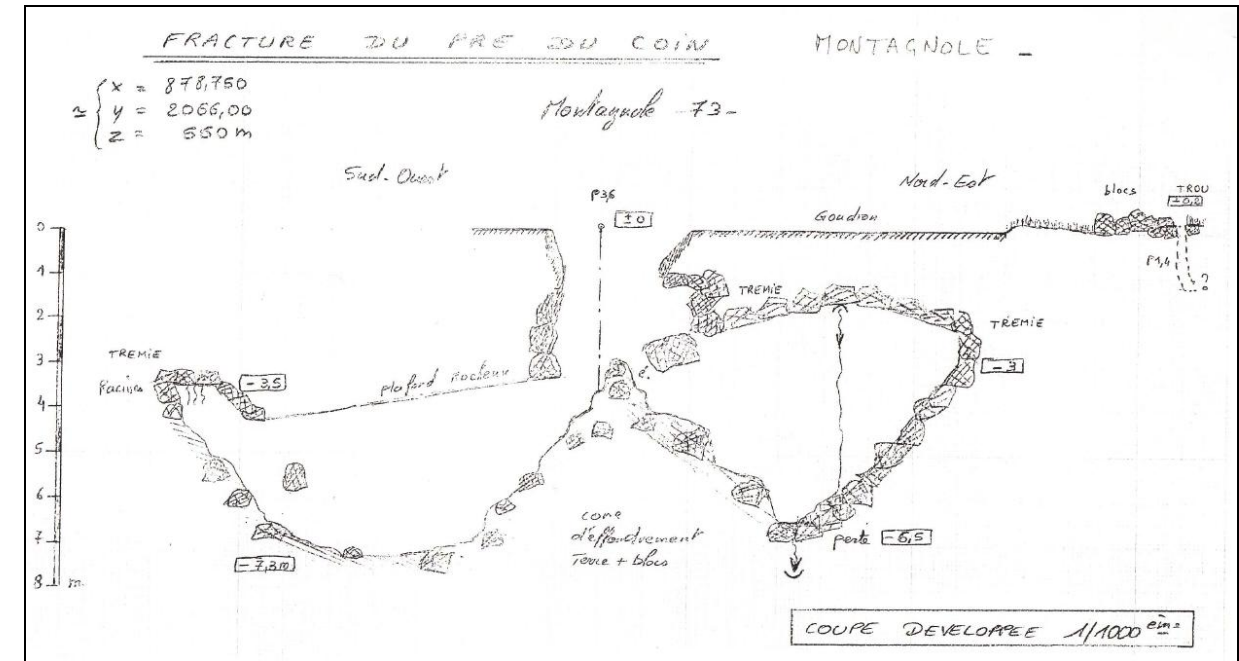 FRACTURE DU PRE DU COIN MONTAGNOLE -
≃ { x = 878,750
y = 2066,00
z = 550 m
Montagnole -73-
Sud-Ouest
Nord-Est
P3,6
±0
Goudron
blocs
TROU
±0,0
P1,4
?
0
1
2
3
4
5
6
7
8 m
TREMIE
TREMIE
TREMIE
Racines
-3,5
plafond rocheux
?
-3
cone
d'effondrement
Terre + blocs
perte -6,5
-7,3m
COUPE DEVELOPPEE 1/1000 ème